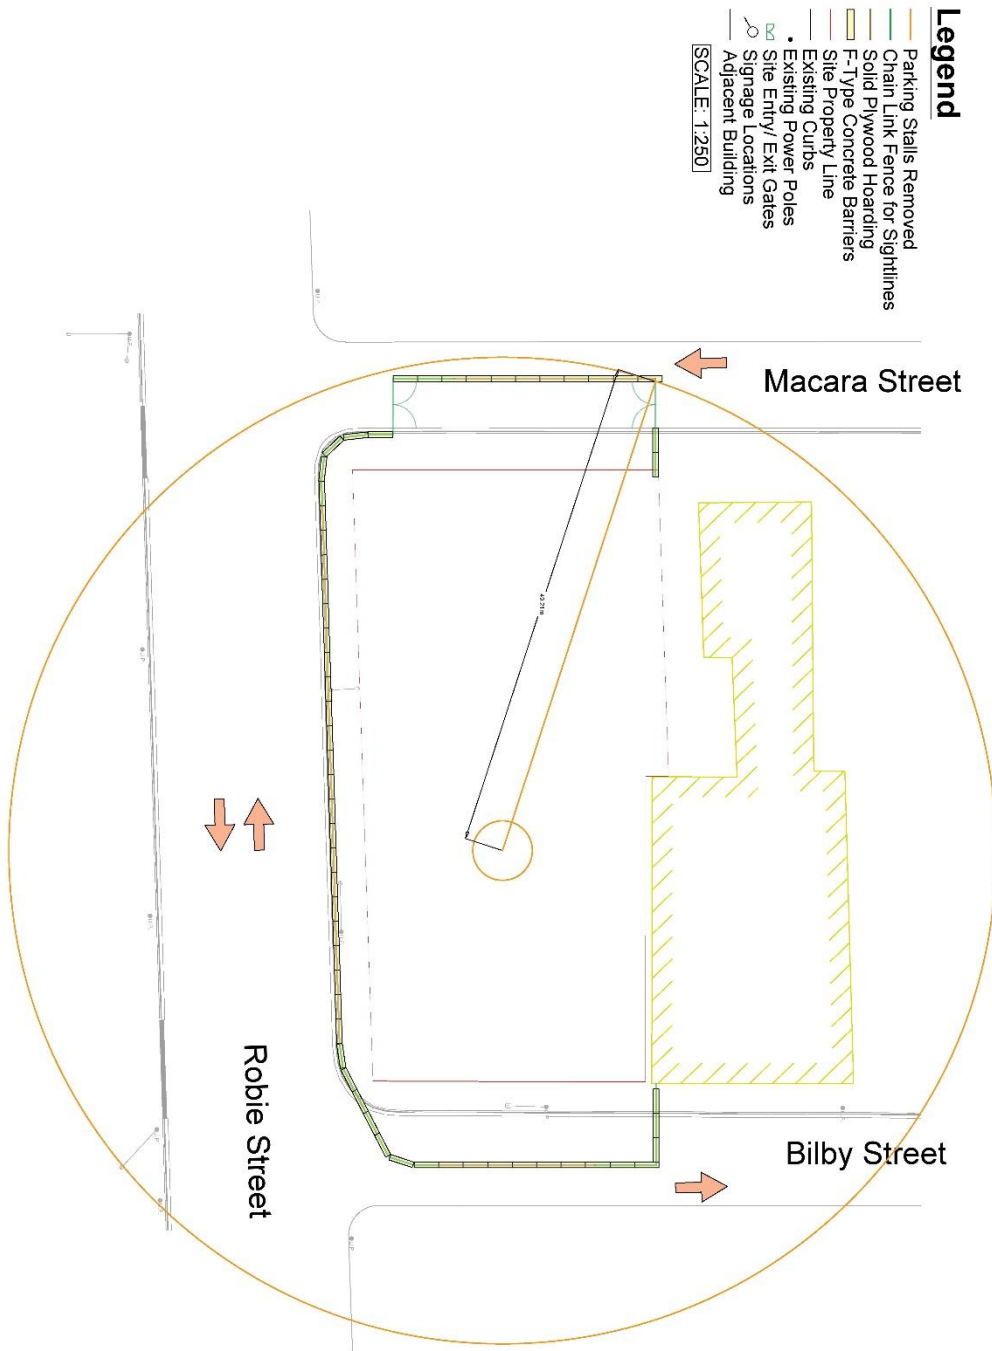 Legend
Parking Stalls Removed
Chain Link Fence for Sightlines
Solid Plywood Hoarding
F-Type Concrete Barriers
Site Property Line
Existing Curbs
Existing Power Poles
Site Entry/ Exit Gates
Signage Locations
Adjacent Building
SCALE: 1:250
Macara Street
Robie Street
Bilby Street